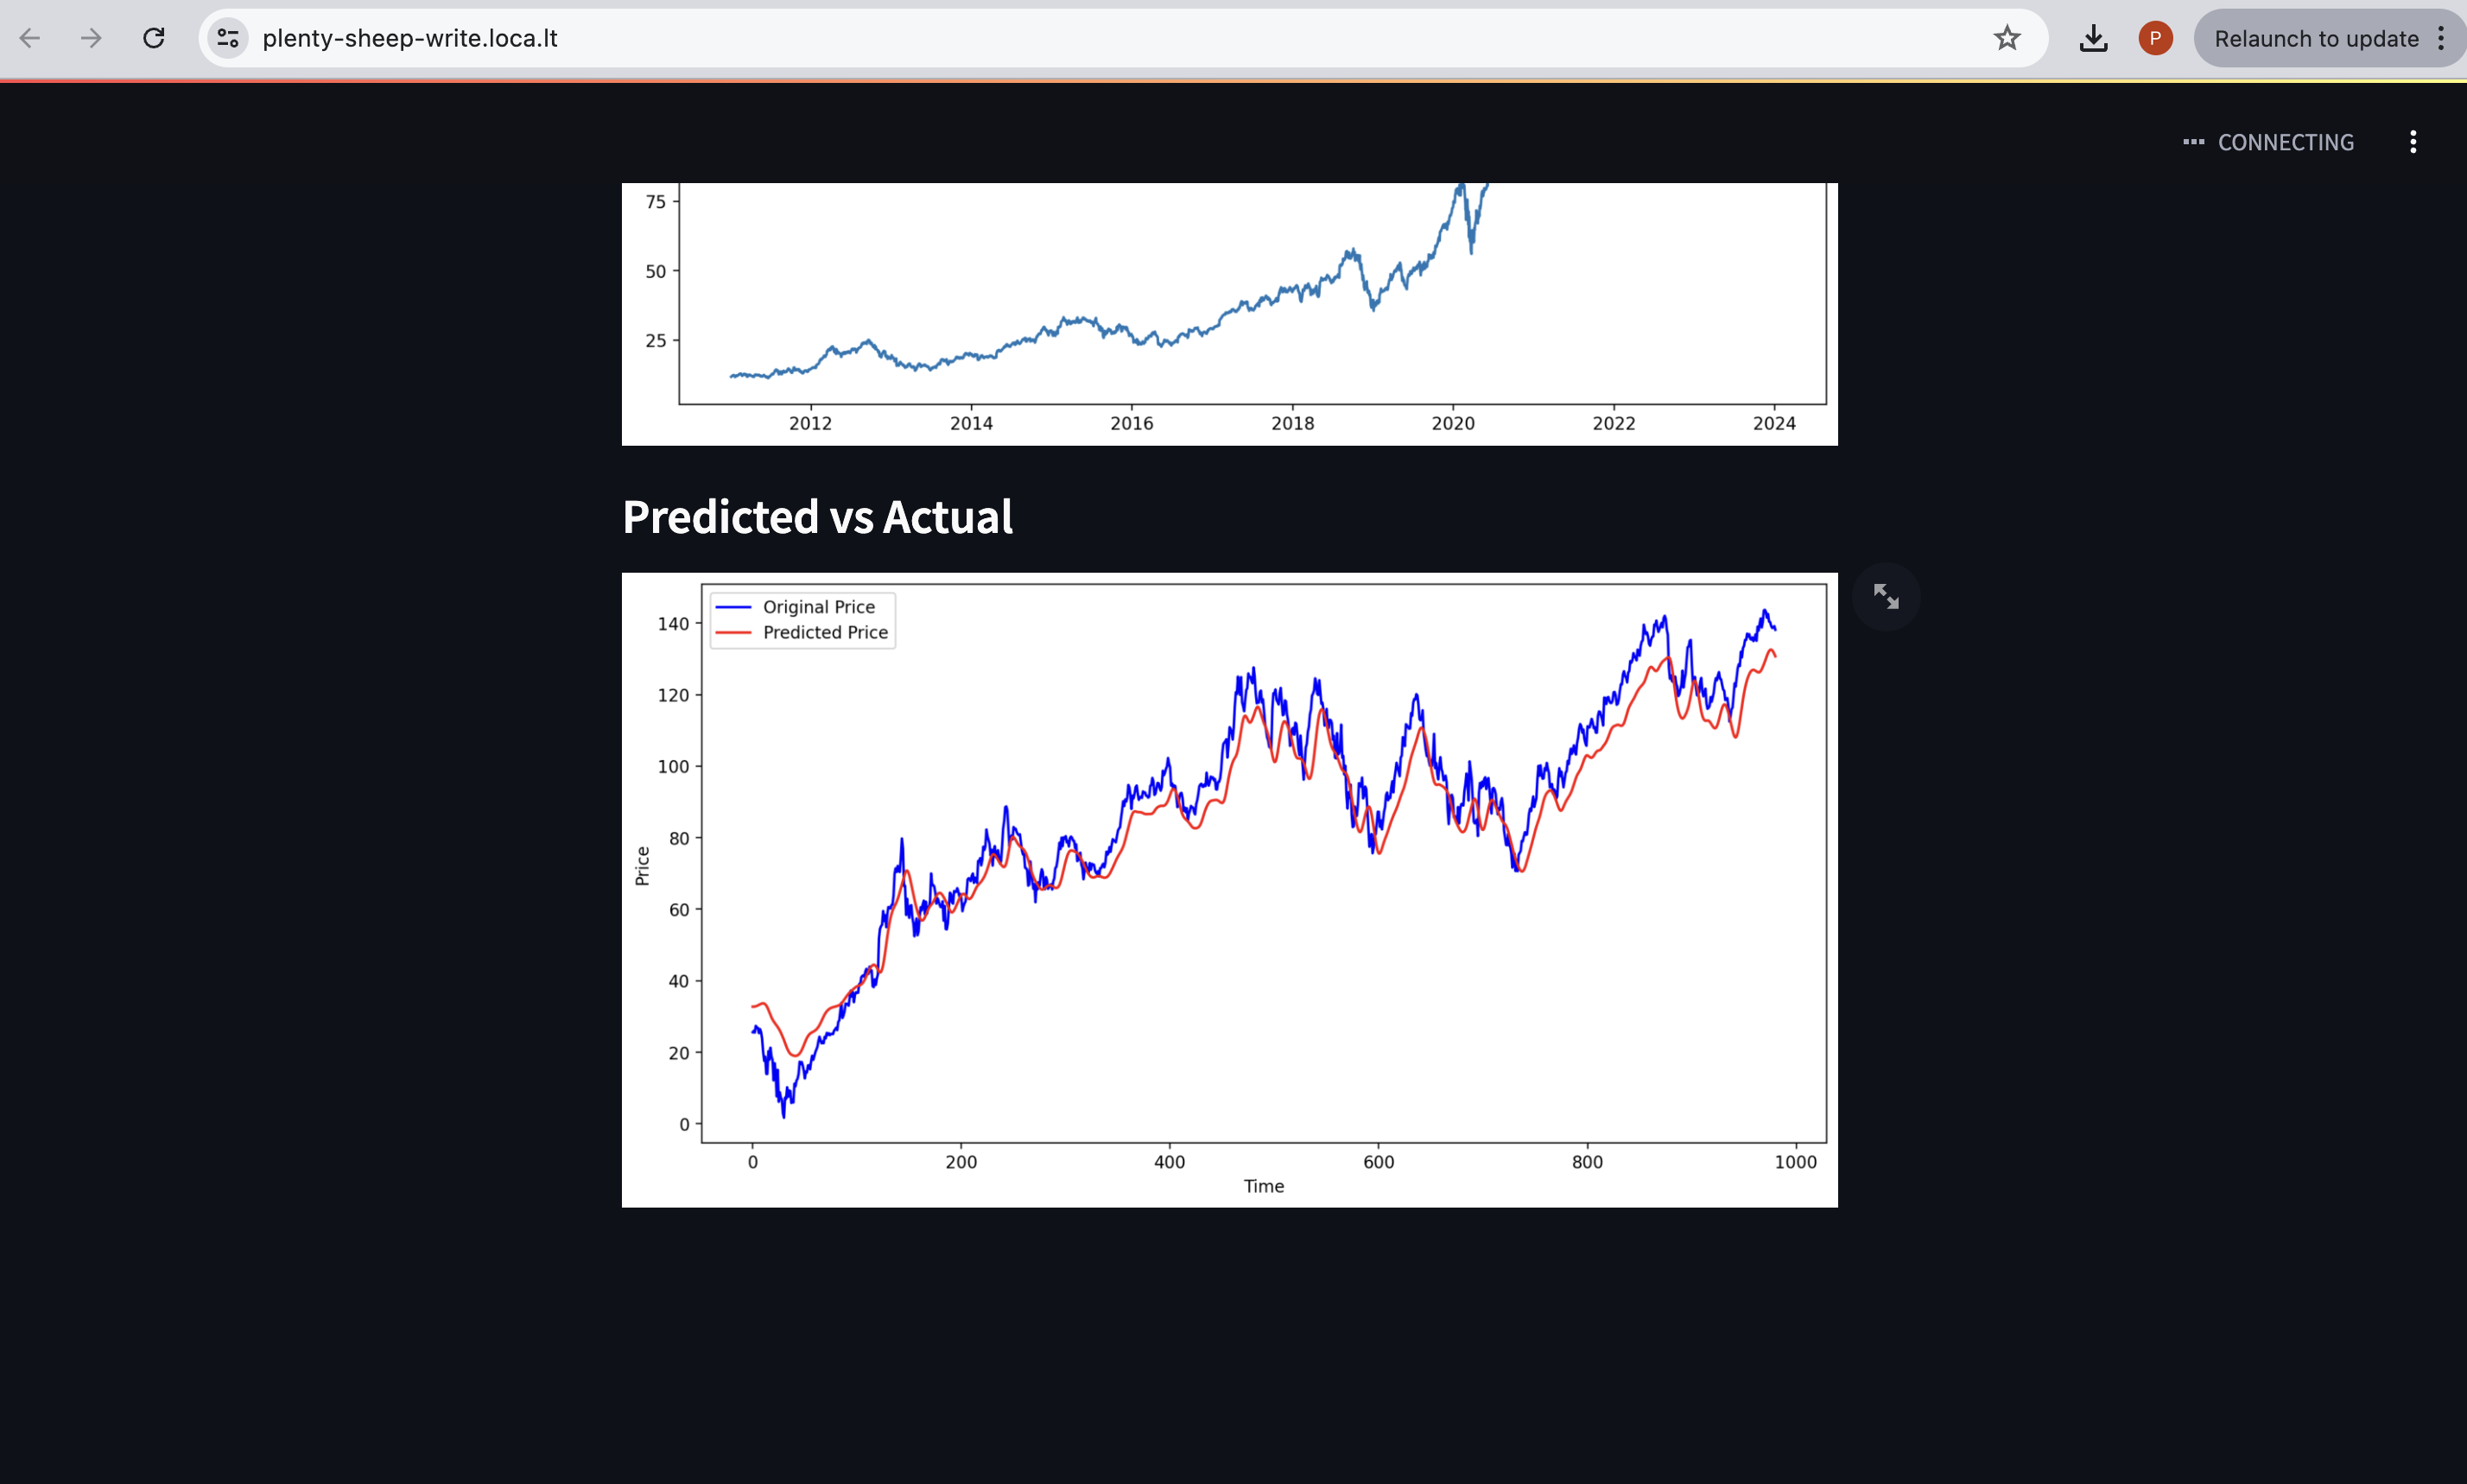 plenty-sheep-write.loca.lt
P
Relaunch to update
CONNECTING
75
50
25
2012 2014 2016 2018 2020 2022 2024
Predicted vs Actual
Original Price
Predicted Price
140
120
100
80
60
40
20
0
Price
0 200 400 600 800 1000
Time